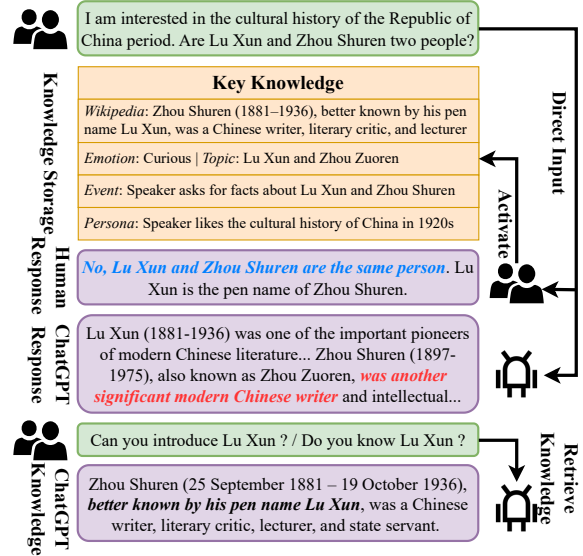 I am interested in the cultural history of the Republic of
China period. Are Lu Xun and Zhou Shuren two people?
Knowledge Storage
Key Knowledge
Wikipedia: Zhou Shuren (1881–1936), better known by his pen
name Lu Xun, was a Chinese writer, literary critic, and lecturer
Emotion: Curious | Topic: Lu Xun and Zhou Zuoren
Event: Speaker asks for facts about Lu Xun and Zhou Shuren
Persona: Speaker likes the cultural history of China in 1920s
Direct Input
Activate
Human
Response
No, Lu Xun and Zhou Shuren are the same person. Lu
Xun is the pen name of Zhou Shuren.
ChatGPT
Response
Lu Xun (1881-1936) was one of the important pioneers
of modern Chinese literature... Zhou Shuren (1897-
1975), also known as Zhou Zuoren, was another
significant modern Chinese writer and intellectual...
Can you introduce Lu Xun ? / Do you know Lu Xun ?
Retrieve
Knowledge
ChatGPT
Knowledge
Zhou Shuren (25 September 1881 – 19 October 1936),
better known by his pen name Lu Xun, was a Chinese
writer, literary critic, lecturer, and state servant.